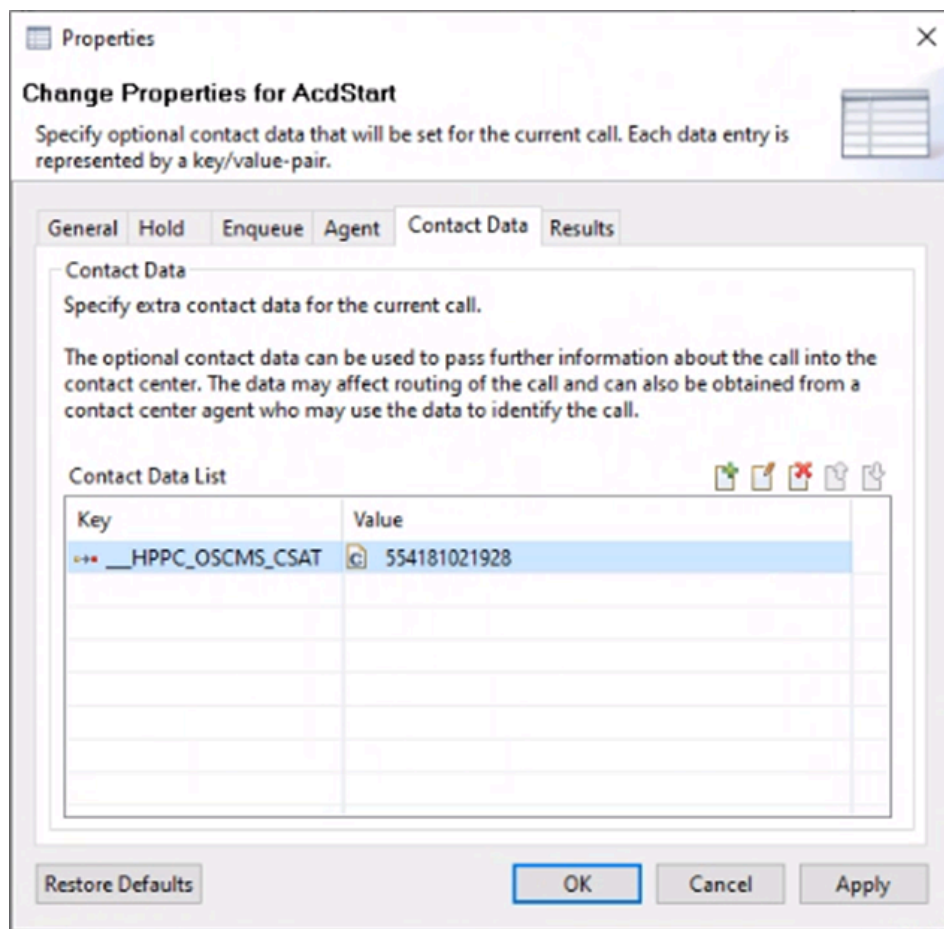 Properties
Change Properties for AcdStart
Specify optional contact data that will be set for the current call. Each data entry is
represented by a key/value-pair.
General Hold Enqueue Agent Contact Data Results
Contact Data
Specify extra contact data for the current call.
The optional contact data can be used to pass further information about the call into the
contact center. The data may affect routing of the call and can also be obtained from a
contact center agent who may use the data to identify the call.
Contact Data List
Key Value
__HPPC_OSCMS_CSAT 554181021928
Restore Defaults OK Cancel Apply